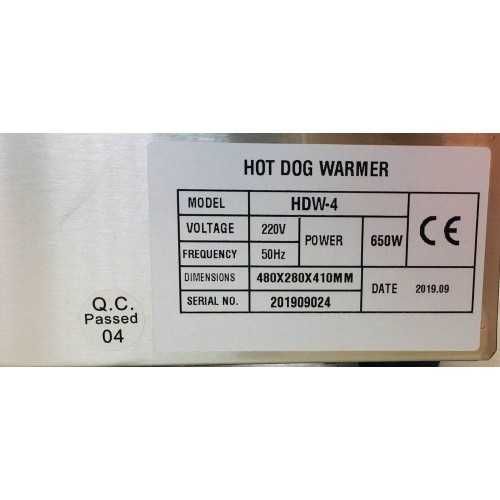 HOT DOG WARMER
MODEL HDW-4
VOLTAGE 220V POWER 650W CE
FREQUENCY 50Hz
DIMENSIONS 480X280X410MM
SERIAL NO. 201909024
DATE 2019.09
Q.C.
Passed
04